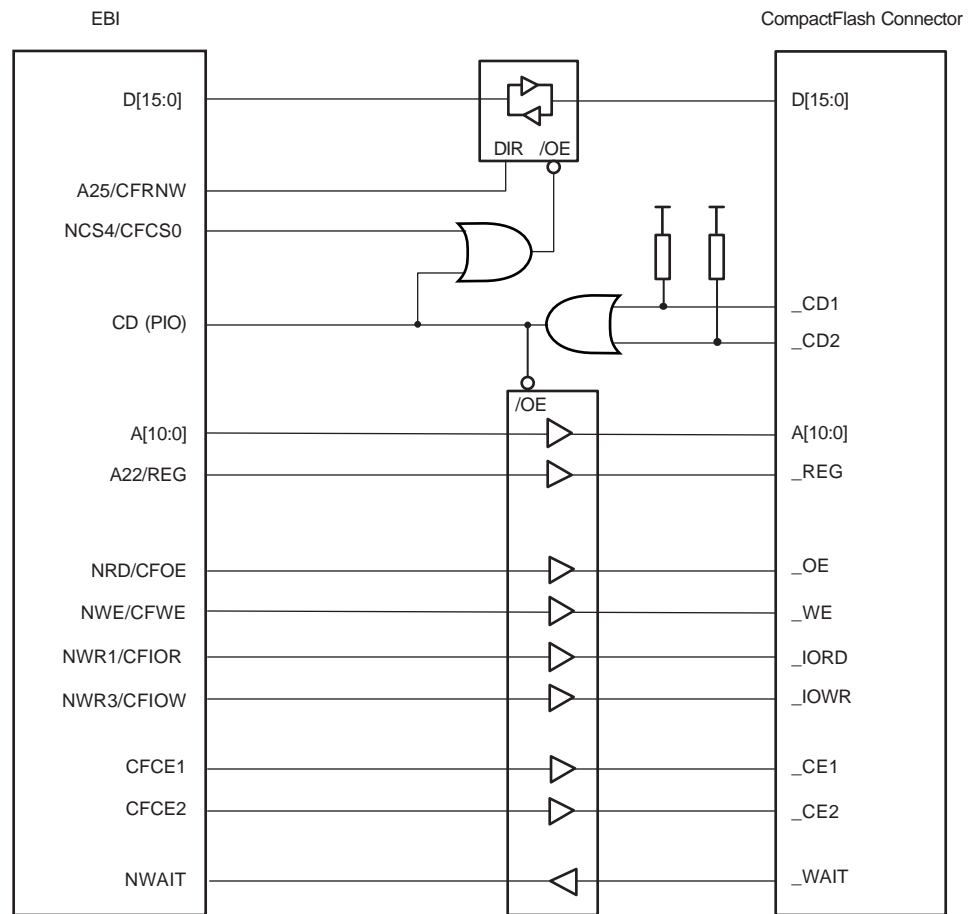 EBI
CompactFlash Connector
D[15:0]
D[15:0]
DIR /OE
A25/CFRNW
NCS4/CFCS0
_CD1
CD (PIO)
_CD2
/OE
A[10:0]
A[10:0]
A22/REG
_REG
NRD/CFOE
_OE
NWE/CFWE
_WE
NWR1/CFIOR
_IORD
NWR3/CFIOW
_IOWR
CFCE1
_CE1
CFCE2
_CE2
NWAIT
_WAIT